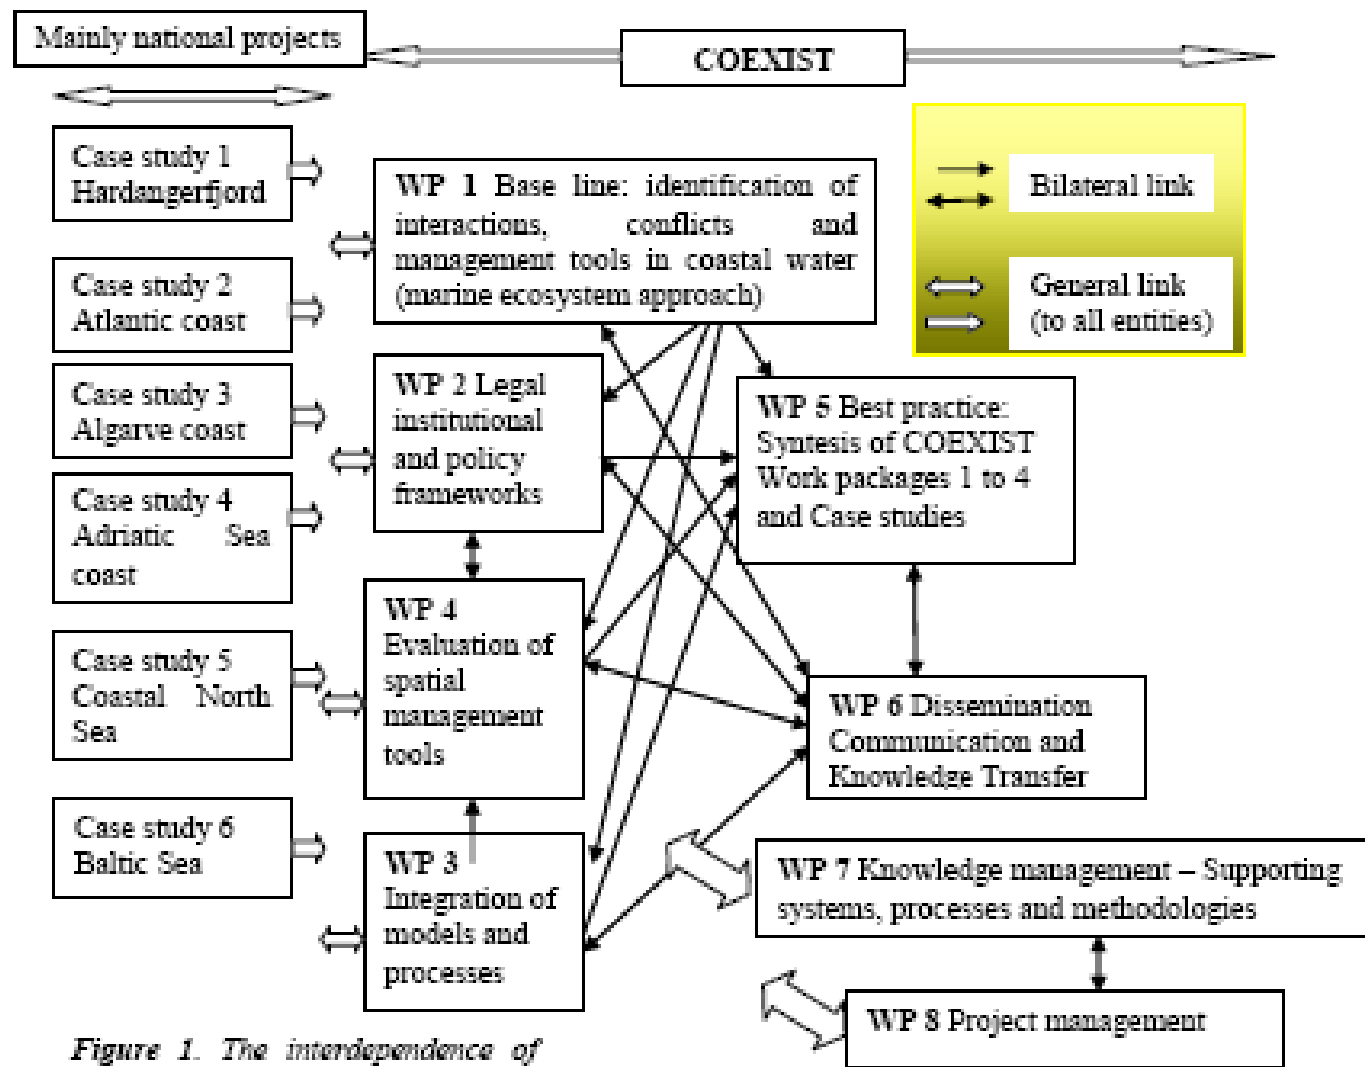 Mainly national projects
COEXIST
Case study 1
Hardangerfjord
Case study 2
Atlantic coast
Case study 3
Algarve coast
Case study 4
Adriatic Sea
coast
Case study 5
Coastal North
Sea
Case study 6
Baltic Sea
WP 1 Base line: identification of
interactions, conflicts and
management tools in coastal water
(marine ecosystem approach)
WP 2 Legal
institutional
and policy
frameworks
WP 4
Evaluation of
spatial
management
tools
WP 3
Integration of
models and
processes
Bilateral link
General link
(to all entities)
WP 5 Best practice:
Syntesis of COEXIST
Work packages 1 to 4
and Case studies
WP 6 Dissemination
Communication and
Knowledge Transfer
WP 7 Knowledge management – Supporting
systems, processes and methodologies
WP 8 Project management
Figure 1. The interdependence of